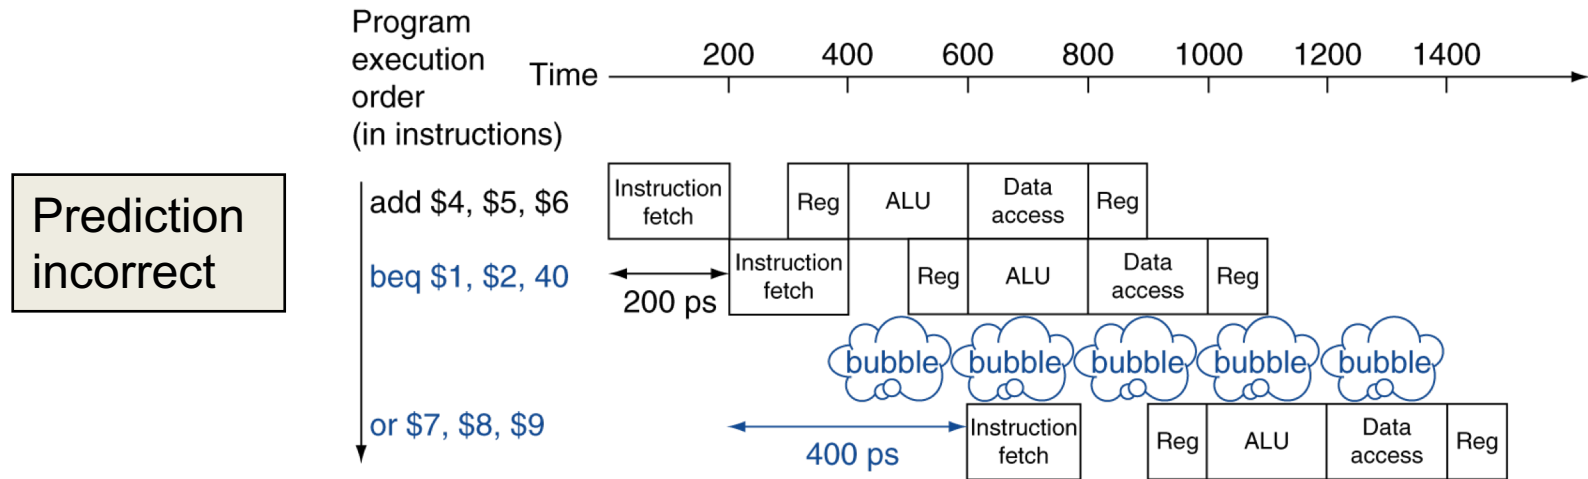 Program
execution
order
(in instructions)
Time
200 400 600 800 1000 1200 1400
Prediction
incorrect
add $4, $5, $6
Instruction
fetch
Reg
ALU
Data
access
Reg
beq $1, $2, 40
200 ps
Instruction
fetch
Reg
ALU
Data
access
Reg
bubble bubble bubble bubble bubble
or $7, $8, $9
400 ps
Instruction
fetch
Reg
ALU
Data
access
Reg